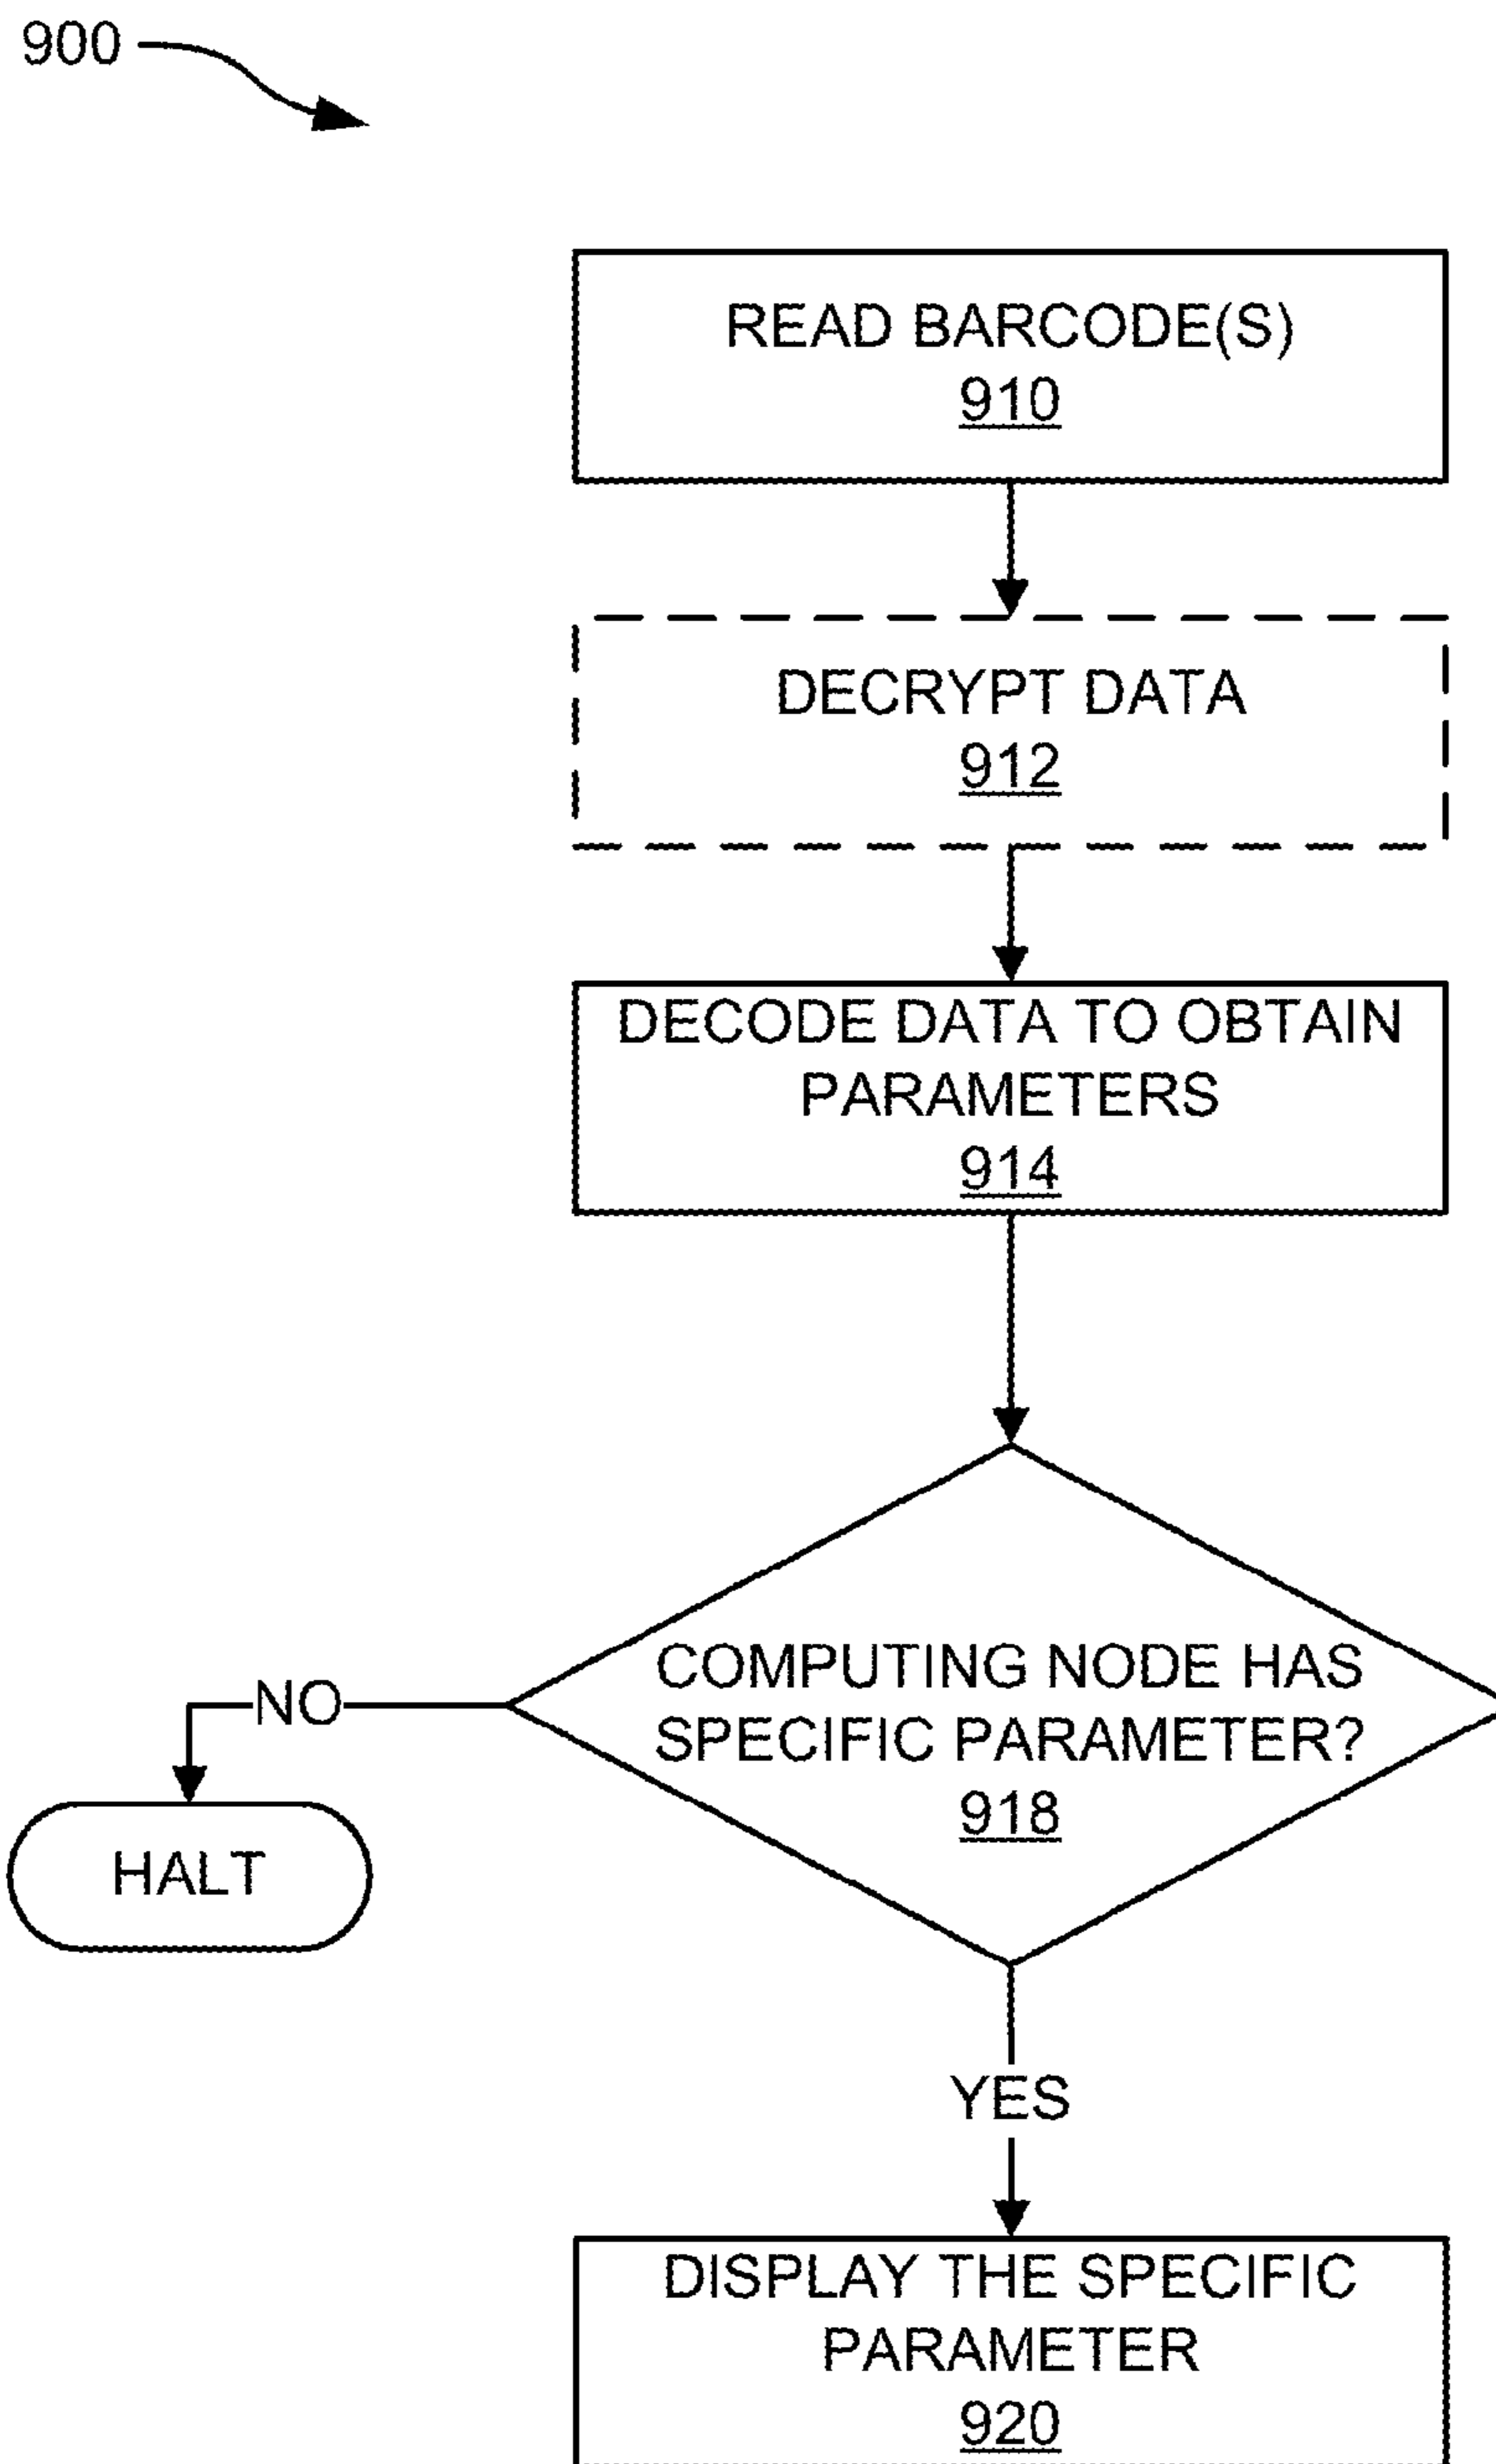 900
READ BARCODE(S)
910
DECRYPT DATA
912
DECODE DATA TO OBTAIN
PARAMETERS
914
COMPUTING NODE HAS
SPECIFIC PARAMETER?
918
NO
HALT
YES
DISPLAY THE SPECIFIC
PARAMETER
920